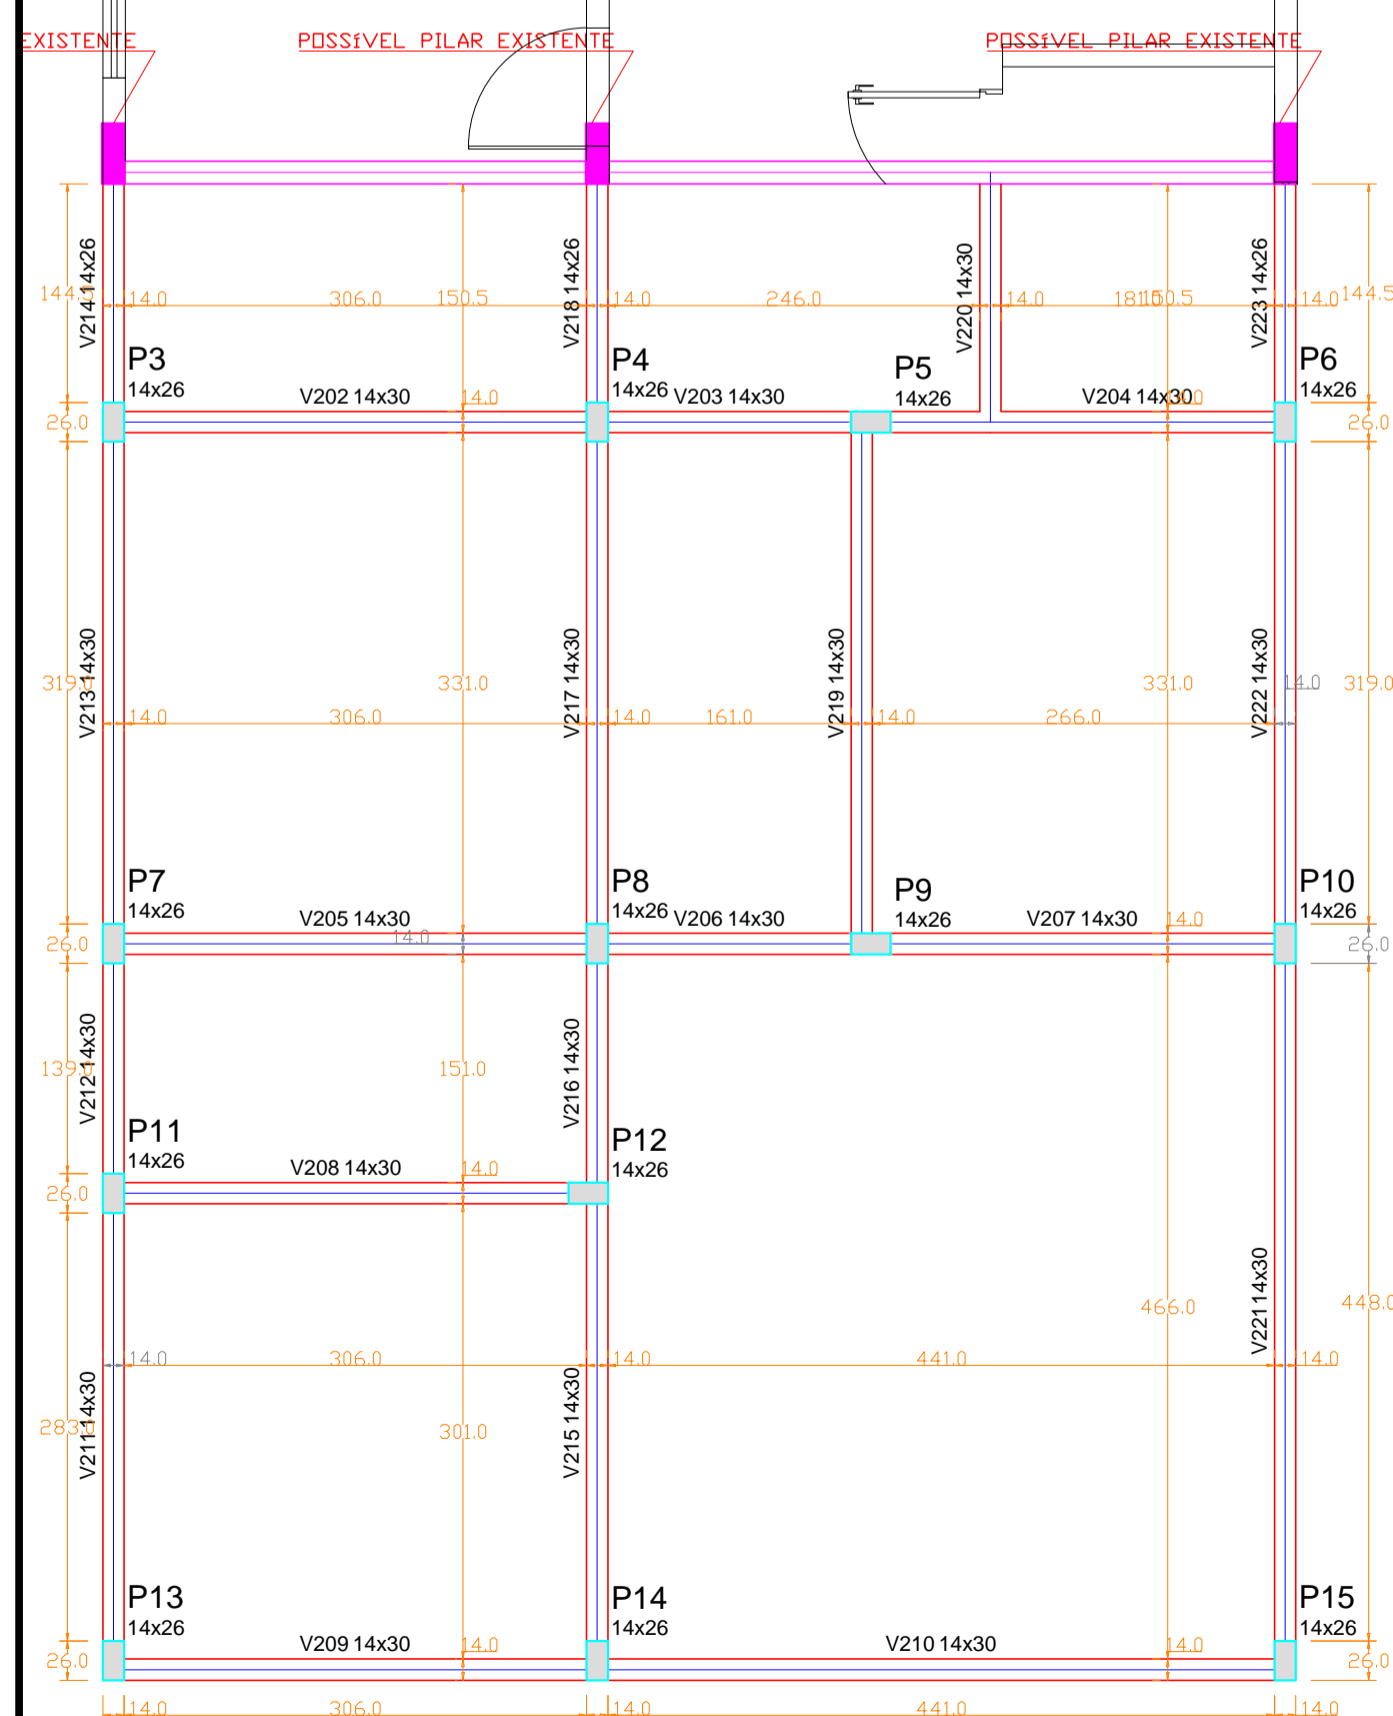 EXISTENTE
POSSíVEL PILAR EXISTENTE
POSSíVEL PILAR EXISTENTE
V214 14x26
V218 14x26
V220 14x30
V223 14x26
144.5
14.0
306.0
150.5
14.0
246.0
14.0
181.0
150.5
14.0
144.5
P3
14x26
P4
14x26
P5
14x26
P6
14x26
V202 14x30
14.0
V203 14x30
V204 14x30
26.0
26.0
V213 14x30
V217 14x30
V219 14x30
V222 14x30
319.0
331.0
331.0
14.0
319.0
14.0
306.0
14.0
161.0
14.0
266.0
P7
14x26
P8
14x26
P9
14x26
P10
14x26
V205 14x30
14.0
V206 14x30
V207 14x30
14.0
26.0
26.0
V212 14x30
V216 14x30
139.0
151.0
P11
14x26
P12
14x26
V208 14x30
14.0
26.0
V221 14x30
466.0
448.0
14.0
306.0
14.0
441.0
14.0
V211 14x30
V215 14x30
283.0
301.0
P13
14x26
P14
14x26
P15
14x26
V209 14x30
14.0
V210 14x30
14.0
26.0
26.0
14.0
306.0
14.0
441.0
14.0